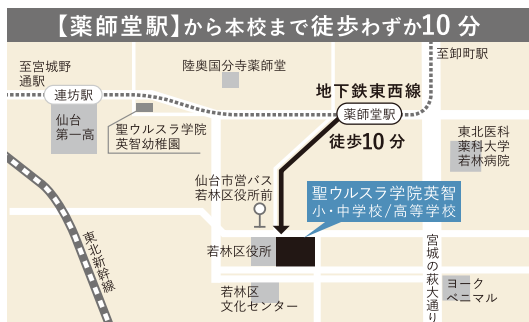 【薬師堂駅】から本校まで徒歩わずか10分
至宮城野
通駅
陸奥国分寺薬師堂
至卸町駅
連坊駅
地下鉄東西線
薬師堂駅
仙台
第一高
聖ウルスラ学院
英智幼稚園
徒歩10分
東北医科
薬科大学
若林病院
仙台市営バス
若林区役所前
聖ウルスラ学院英智
小・中学校/高等学校
東北新幹線
若林区役所
宮城の萩大通り
若林区
文化センター
ヨーク
ベニマル